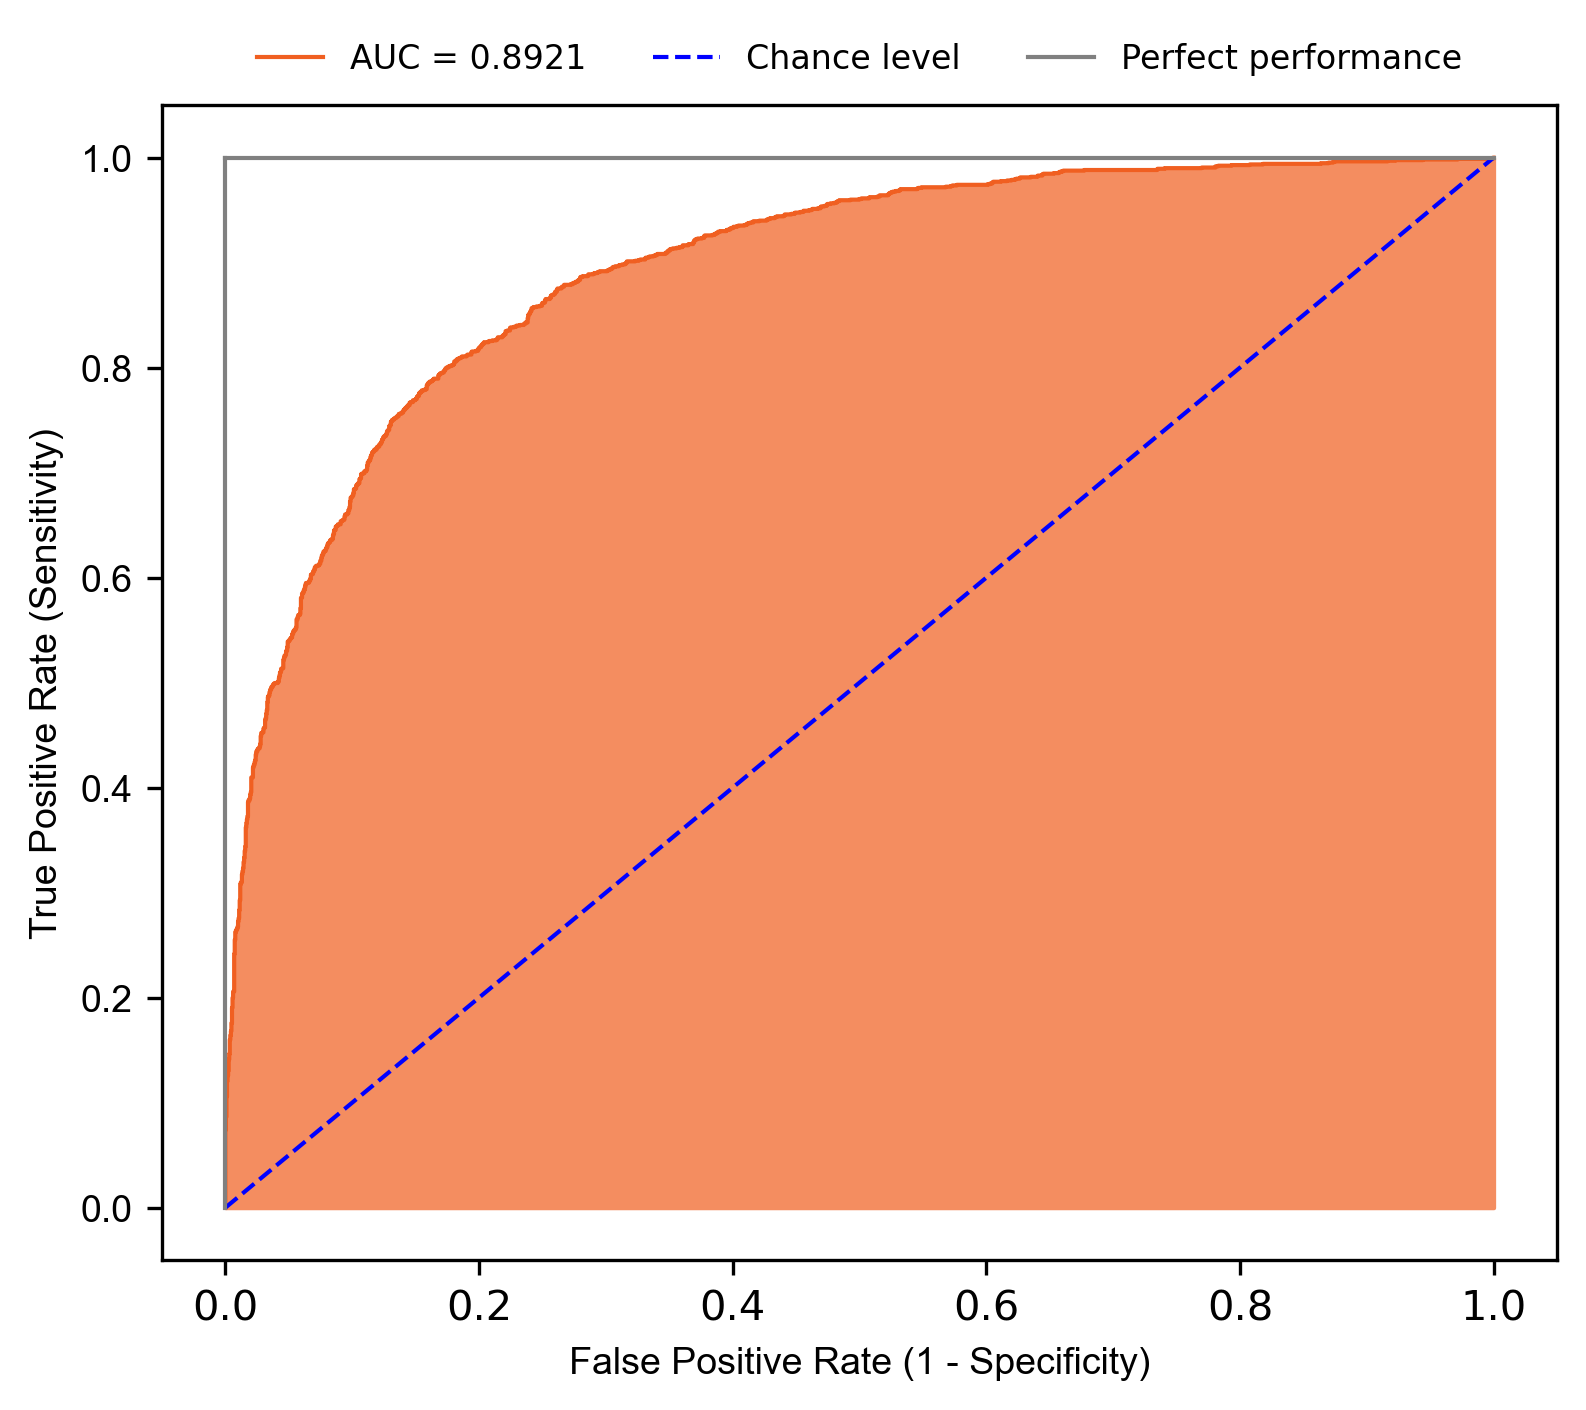 AUC = 0.8921 Chance level Perfect performance
1.0
0.8
0.6
0.4
0.2
0.0
True Positive Rate (Sensitivity)
0.0 0.2 0.4 0.6 0.8 1.0
False Positive Rate (1 - Specificity)